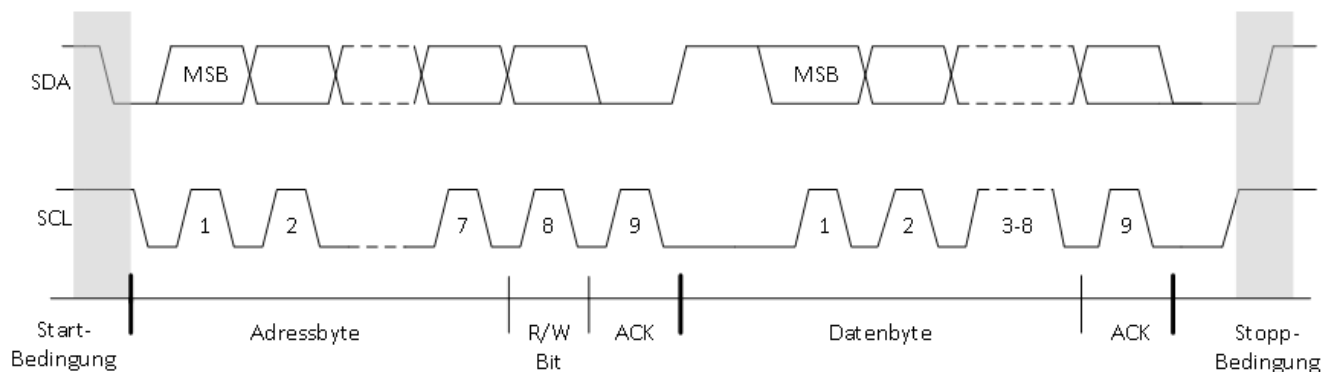 SDA
MSB
MSB
SCL
1
2
7
8
9
1
2
3-8
9
Start-
Bedingung
Adressbyte
R/W
Bit
ACK
Datenbyte
ACK
Stopp-
Bedingung